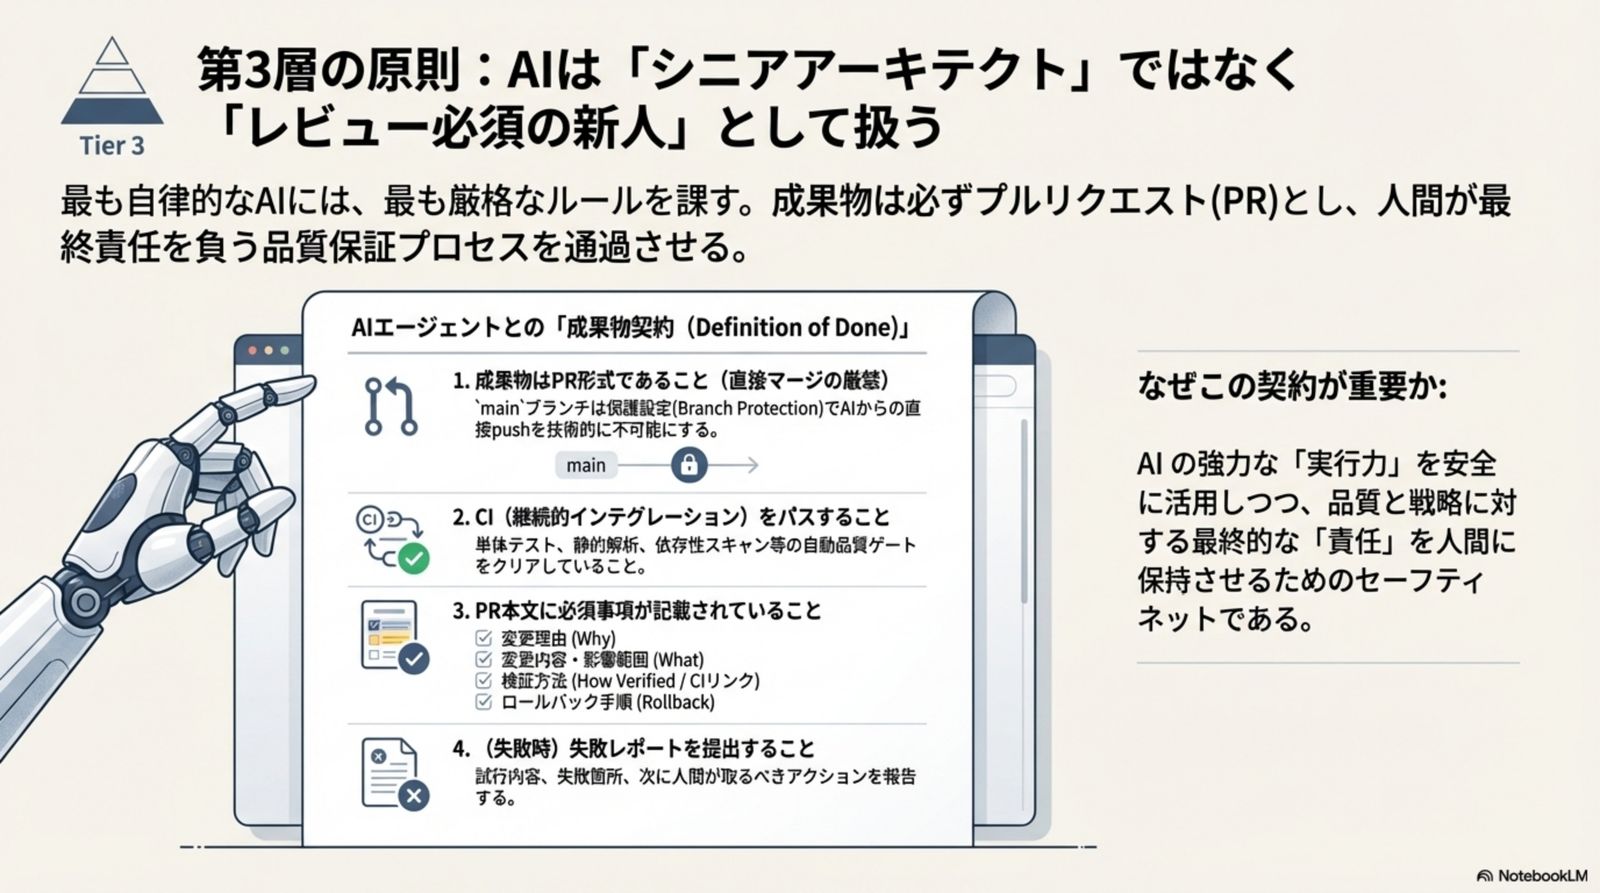 第3層の原則：AIは「シニアアーキテクト」ではなく
「レビュー必須の新人」として扱う
Tier 3
最も自律的なAIには、最も厳格なルールを課す。成果物は必ずプルリクエスト(PR)とし、人間が最
終責任を負う品質保証プロセスを通過させる。
AIエージェントとの「成果物契約（Definition of Done）」
1. 成果物はPR形式であること（直接マージの厳禁）
`main`ブランチは保護設定(Branch Protection)でAIからの直
接pushを技術的に不可能にする。
main
CI
2. CI（継続的インテグレーション）をパスすること
単体テスト、静的解析、依存性スキャン等の自動品質ゲート
をクリアしていること。
3. PR本文に必須事項が記載されていること
変更理由 (Why)
変更内容・影響範囲 (What)
検証方法 (How Verified / CIリンク)
ロールバック手順 (Rollback)
4. （失敗時）失敗レポートを提出すること
試行内容、失敗箇所、次に人間が取るべきアクションを報告
する。
なぜこの契約が重要か:
AI の強力な「実行力」を安全
に活用しつつ、品質と戦略に対
する最終的な「責任」を人間に
保持させるためのセーフティ
ネットである。
NotebookLM